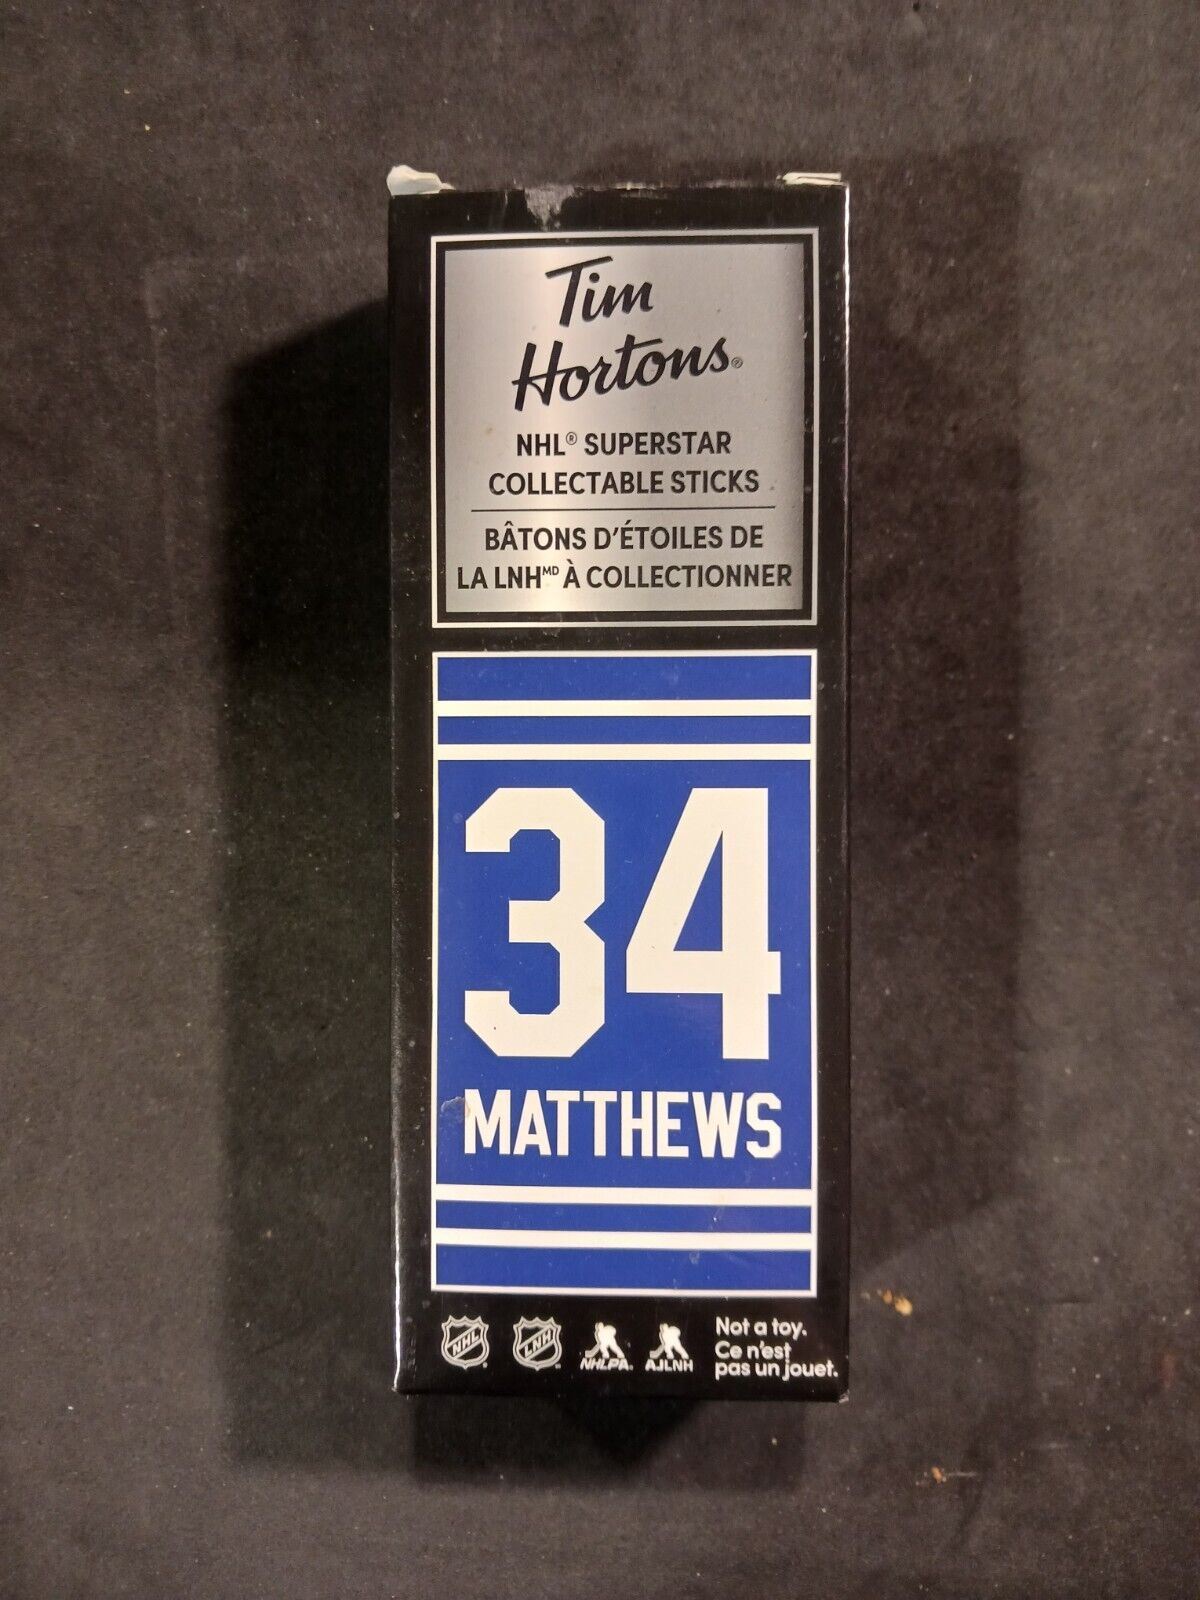 Tim
Hortons®
NHL® SUPERSTAR
COLLECTABLE STICKS
BÂTONS D'ÉTOILES DE
LA LNHᴹᴰ À COLLECTIONNER
34
MATTHEWS
NHL
LNH
NHLPA
AJLNH
Not a toy.
Ce n'est
pas un jouet.